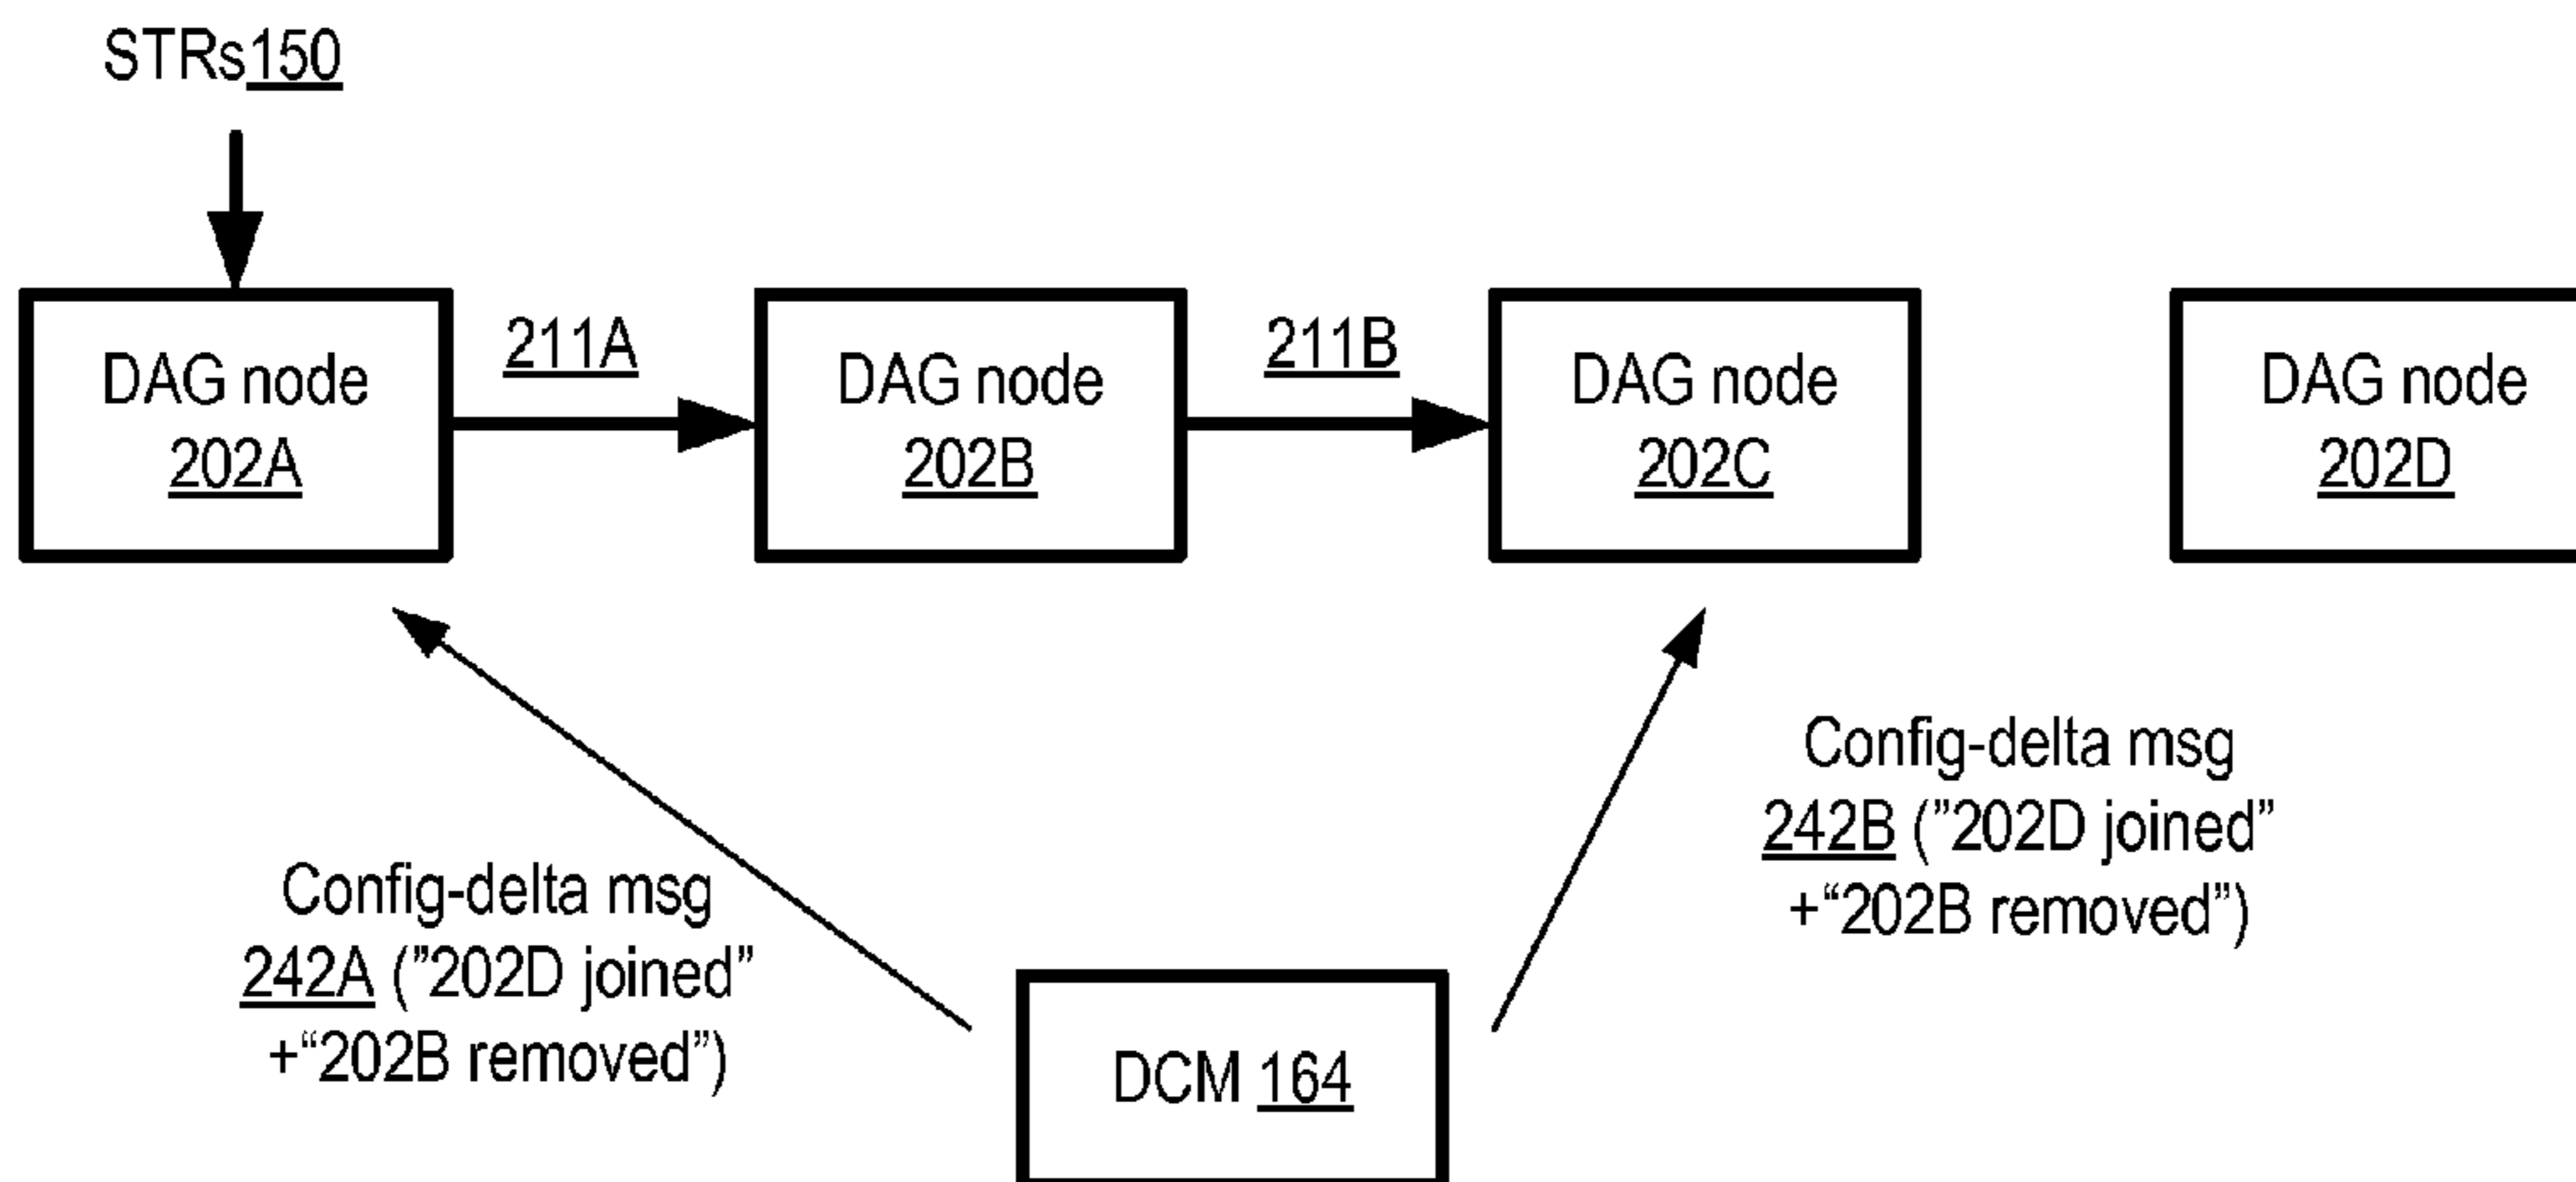 STRs150
211A
211B
DAG node
202A
DAG node
202B
DAG node
202C
DAG node
202D
Config-delta msg
242B (”202D joined”
+“202B removed”)
Config-delta msg
242A (”202D joined”
+“202B removed”)
DCM 164